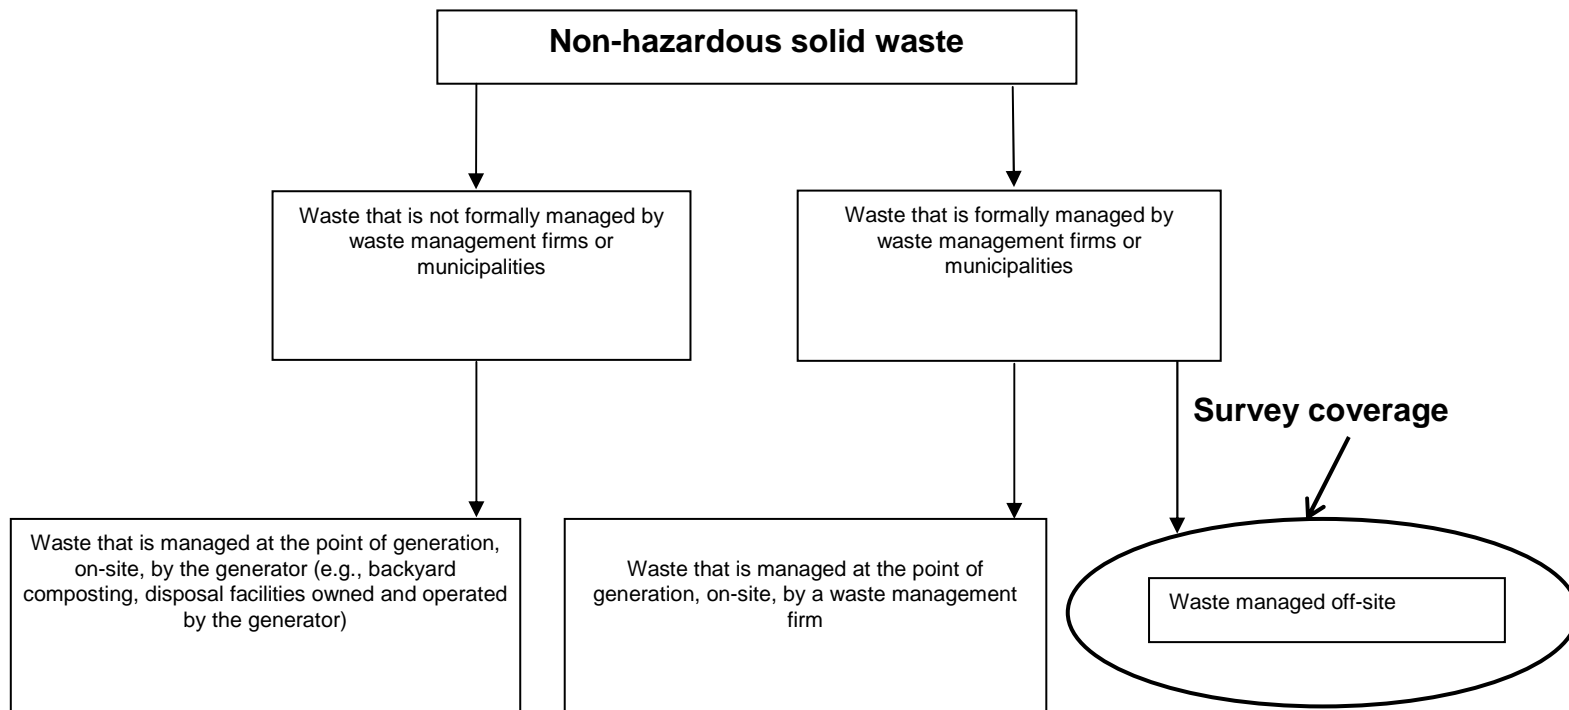 Non-hazardous solid waste
Waste that is not formally managed by
waste management firms or
municipalities
Waste that is formally managed by
waste management firms or
municipalities
Survey coverage
Waste that is managed at the point of generation,
on-site, by the generator (e.g., backyard
composting, disposal facilities owned and operated
by the generator)
Waste that is managed at the point of
generation, on-site, by a waste management
firm
Waste managed off-site